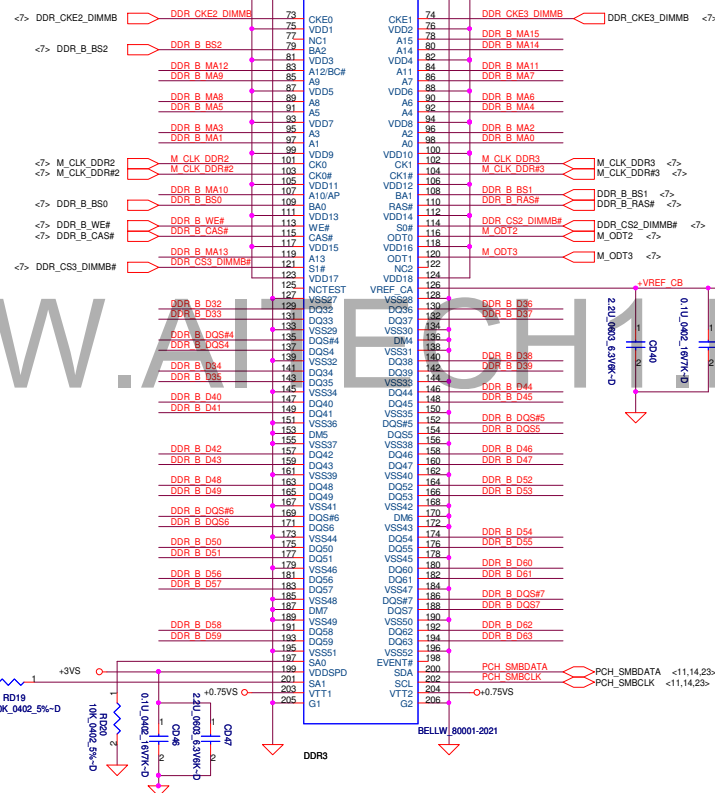 <7> DDR_CKE2_DIMMB DDR_CKE2_DIMMB 73 CKE0 CKE1 74 DDR_CKE3_DIMMB DDR_CKE3_DIMMB <7>
75 VDD1 VDD2 76
77 NC1 A15 78 DDR_B_MA15
<7> DDR_B_BS2 DDR_B_BS2 79 BA2 A14 80 DDR_B_MA14
81 VDD3 VDD4 82
DDR_B_MA12 83 A12/BC# A11 84 DDR_B_MA11
DDR_B_MA9 85 A9 A7 86 DDR_B_MA7
87 VDD5 VDD6 88
DDR_B_MA8 89 A8 A6 90 DDR_B_MA6
DDR_B_MA5 91 A5 A4 92 DDR_B_MA4
93 VDD7 VDD8 94
DDR_B_MA3 95 A3 A2 96 DDR_B_MA2
DDR_B_MA1 97 A1 A0 98 DDR_B_MA0
99 VDD9 VDD10 100
<7> M_CLK_DDR2 M_CLK_DDR2 101 CK0 CK1 102 M_CLK_DDR3 M_CLK_DDR3 <7>
<7> M_CLK_DDR#2 M_CLK_DDR#2 103 CK0# CK1# 104 M_CLK_DDR#3 M_CLK_DDR#3 <7>
105 VDD11 VDD12 106
DDR_B_MA10 107 A10/AP BA1 108 DDR_B_BS1 DDR_B_BS1 <7>
<7> DDR_B_BS0 DDR_B_BS0 109 BA0 RAS# 110 DDR_B_RAS# DDR_B_RAS# <7>
111 VDD13 VDD14 112
<7> DDR_B_WE# DDR_B_WE# 113 WE# S0# 114 DDR_CS2_DIMMB# DDR_CS2_DIMMB# <7>
<7> DDR_B_CAS# DDR_B_CAS# 115 CAS# ODT0 116 M_ODT2 M_ODT2 <7>
117 VDD15 VDD16 118
DDR_B_MA13 119 A13 ODT1 120 M_ODT3 M_ODT3 <7>
<7> DDR_CS3_DIMMB# DDR_CS3_DIMMB# 121 S1# NC2 122
123 VDD17 VDD18 124
125 NCTEST VREF_CA 126 +VREF_CB
127 VSS27 VSS28 128
DDR_B_D32 129 DQ32 DQ36 130 DDR_B_D36
DDR_B_D33 131 DQ33 DQ37 132 DDR_B_D37
133 VSS29 VSS30 134
DDR_B_DQS#4 135 DQS#4 DM4 136
DDR_B_DQS4 137 DQS4 VSS31 138
139 VSS32 DQ38 140 DDR_B_D38
DDR_B_D34 141 DQ34 DQ39 142 DDR_B_D39
DDR_B_D35 143 DQ35 VSS33 144
145 VSS34 DQ44 146 DDR_B_D44
DDR_B_D40 147 DQ40 DQ45 148 DDR_B_D45
DDR_B_D41 149 DQ41 VSS35 150
151 VSS36 DQS#5 152 DDR_B_DQS#5
153 DM5 DQS5 154 DDR_B_DQS5
155 VSS37 VSS38 156
DDR_B_D42 157 DQ42 DQ46 158 DDR_B_D46
DDR_B_D43 159 DQ43 DQ47 160 DDR_B_D47
161 VSS39 VSS40 162
DDR_B_D48 163 DQ48 DQ52 164 DDR_B_D52
DDR_B_D49 165 DQ49 DQ53 166 DDR_B_D53
167 VSS41 VSS42 168
DDR_B_DQS#6 169 DQS#6 DM6 170
DDR_B_DQS6 171 DQS6 VSS43 172
173 VSS44 DQ54 174 DDR_B_D54
DDR_B_D50 175 DQ50 DQ55 176 DDR_B_D55
DDR_B_D51 177 DQ51 VSS45 178
179 VSS46 DQ60 180 DDR_B_D60
DDR_B_D56 181 DQ56 DQ61 182 DDR_B_D61
DDR_B_D57 183 DQ57 VSS47 184
185 VSS48 DQS#7 186 DDR_B_DQS#7
187 DM7 DQS7 188 DDR_B_DQS7
189 VSS49 VSS50 190
DDR_B_D58 191 DQ58 DQ62 192 DDR_B_D62
DDR_B_D59 193 DQ59 DQ63 194 DDR_B_D63
195 VSS51 VSS52 196
197 SA0 EVENT# 198
+3VS 199 VDDSPD SDA 200 PCH_SMBDATA PCH_SMBDATA <11,14,23>
1 201 SA1 SCL 202 PCH_SMBCLK PCH_SMBCLK <11,14,23>
+0.75VS 203 VTT1 VTT2 204 +0.75VS
205 G1 G2 206
W.AITECH1.
2.2U_0603_6.3V6K~D
1 2
CD40
0.1U_0402_16V7K~D
1 2
RD19
0K_0402_5%~D
RD20
10K_0402_5%~D
1 2
0.1U_0402_16V7K~D
CD46
1 2
2.2U_0603_6.3V6K~D
CD47
1 2
BELLW_80001-2021
DDR3